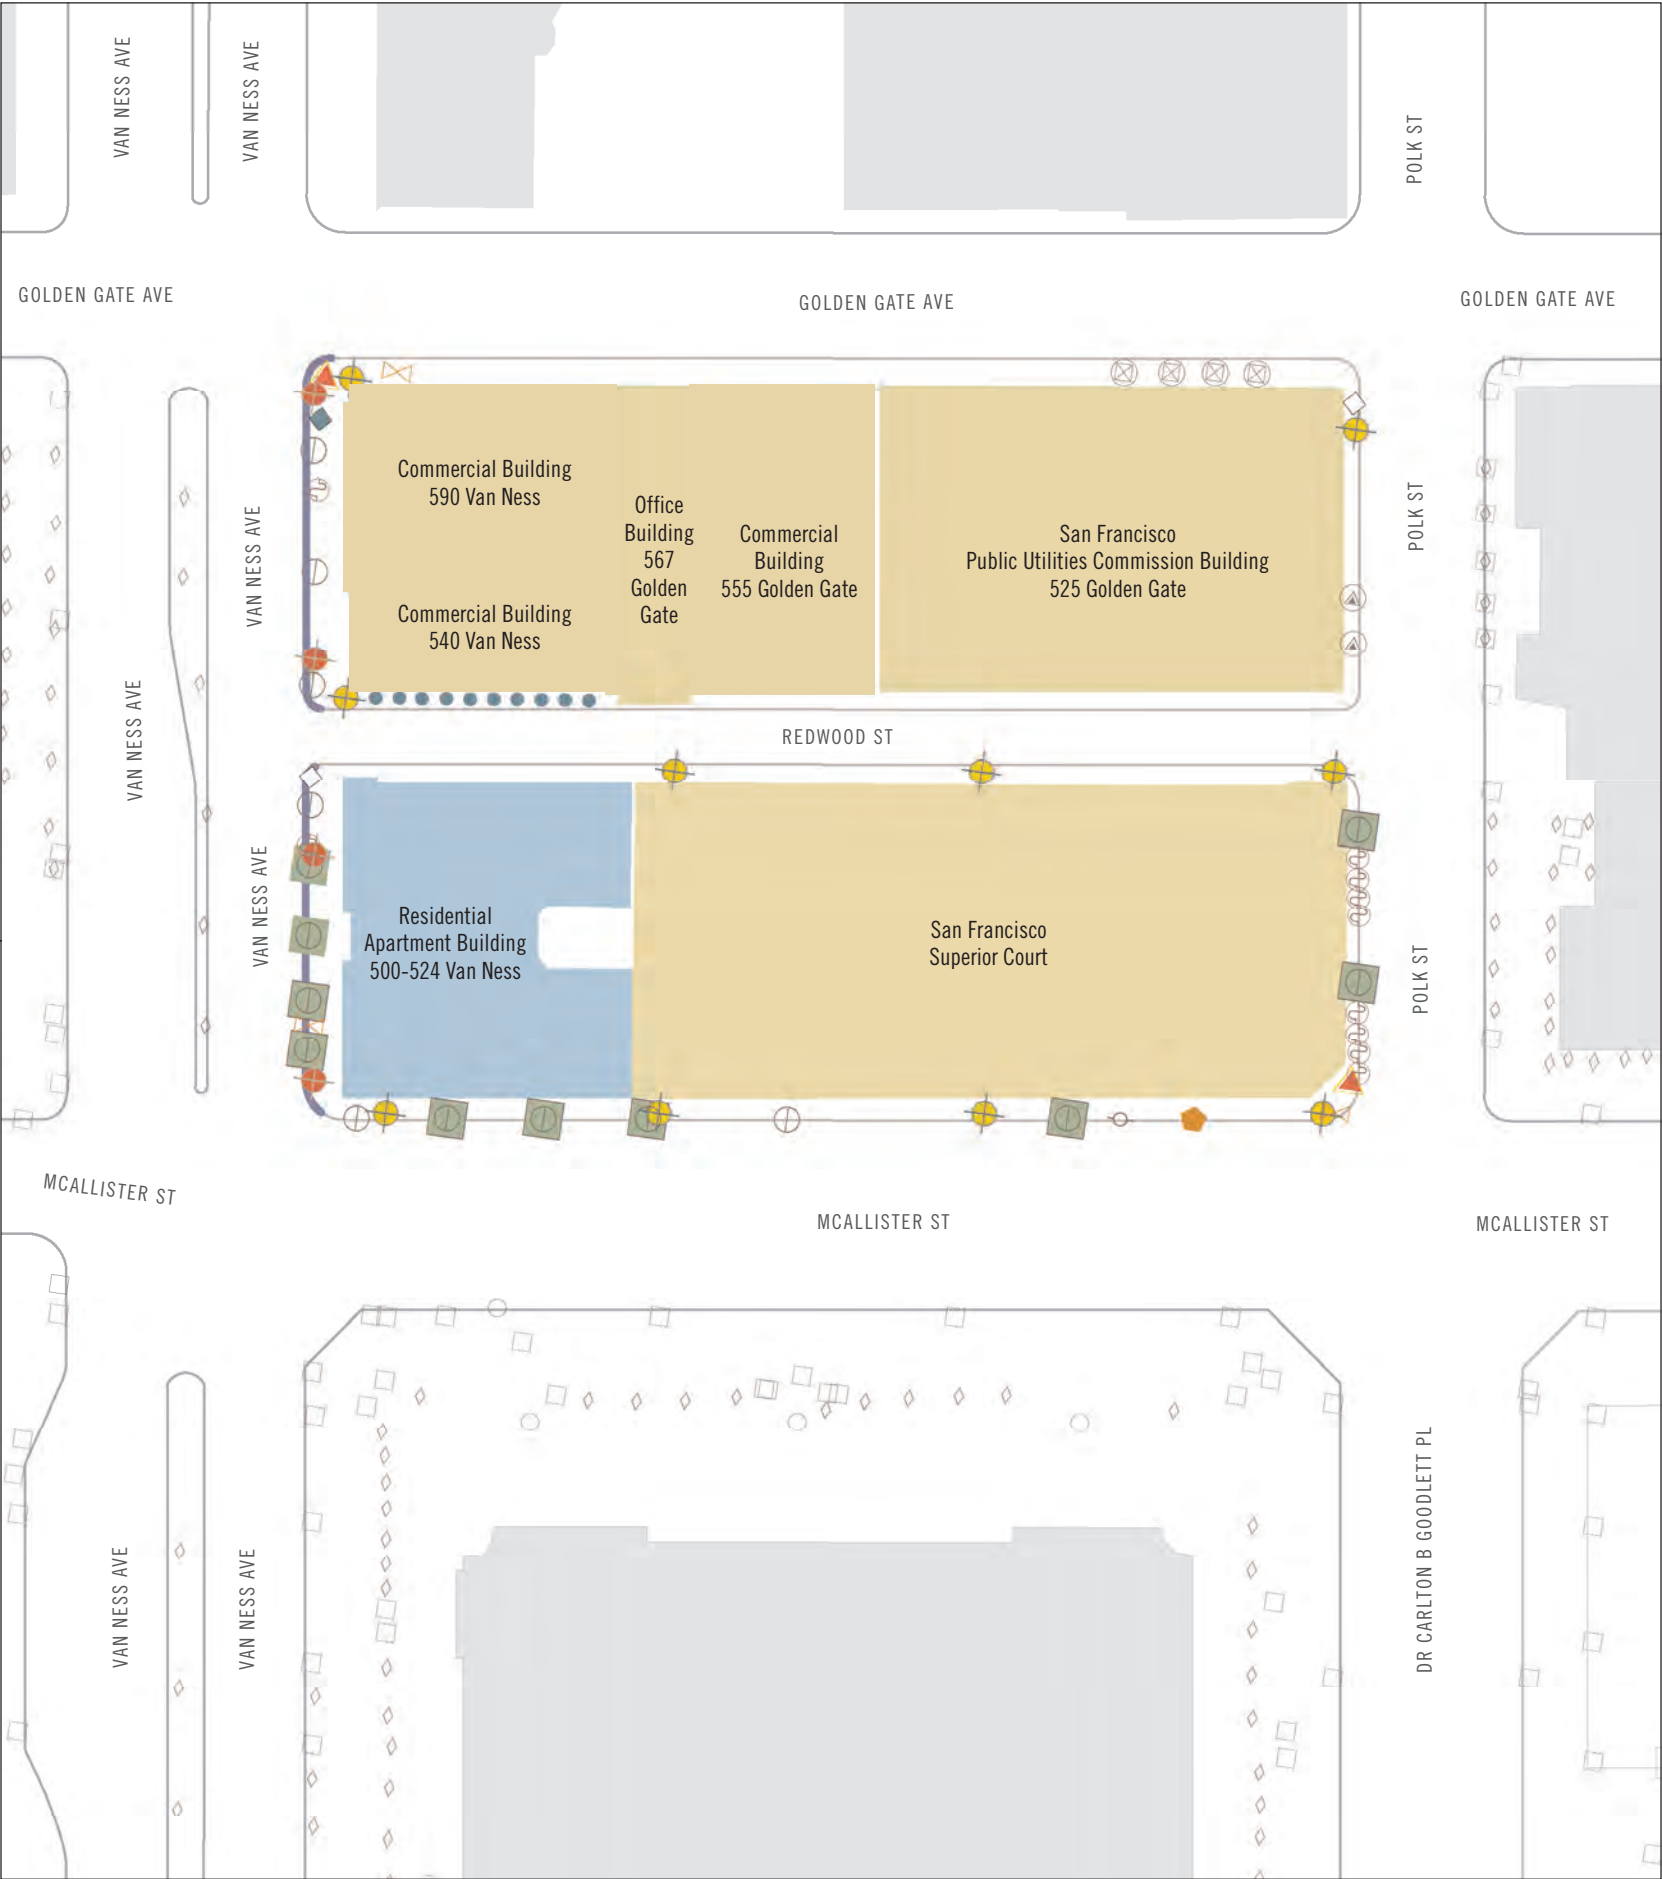 VAN NESS AVE
VAN NESS AVE
POLK ST
GOLDEN GATE AVE
GOLDEN GATE AVE
GOLDEN GATE AVE
Commercial Building
590 Van Ness
Office
Building
567
Golden
Gate
Commercial
Building
555 Golden Gate
San Francisco
Public Utilities Commission Building
525 Golden Gate
POLK ST
VAN NESS AVE
Commercial Building
540 Van Ness
VAN NESS AVE
REDWOOD ST
VAN NESS AVE
Residential
Apartment Building
500-524 Van Ness
San Francisco
Superior Court
POLK ST
MCALLISTER ST
MCALLISTER ST
MCALLISTER ST
DR CARLTON B GOODLETT PL
VAN NESS AVE
VAN NESS AVE